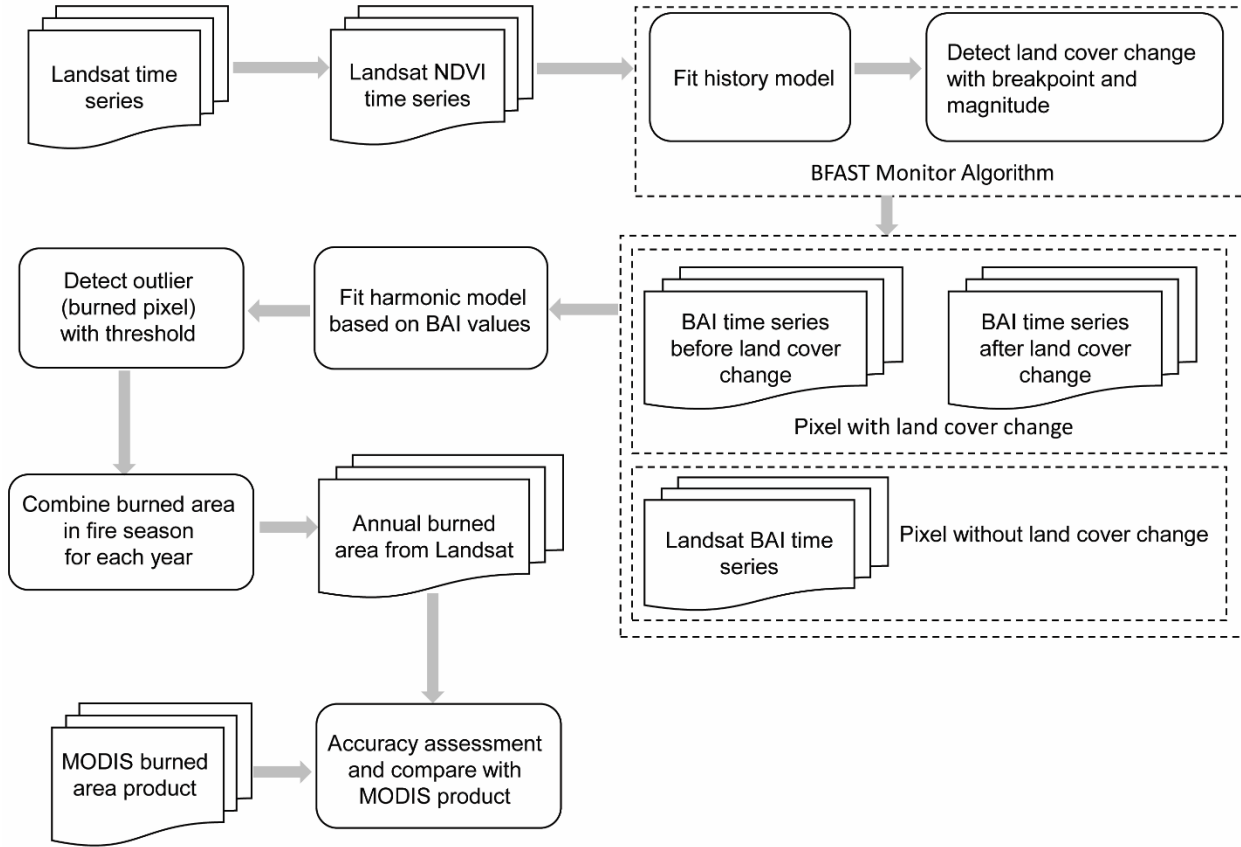 Landsat time
series
Landsat NDVI
time series
Fit history model
Detect land cover change
with breakpoint and
magnitude
BFAST Monitor Algorithm
Detect outlier
(burned pixel)
with threshold
Fit harmonic model
based on BAI values
BAI time series
before land cover
change
BAI time series
after land cover
change
Pixel with land cover change
Combine burned area
in fire season
for each year
Annual burned
area from Landsat
Landsat BAI time
series
Pixel without land cover change
MODIS burned
area product
Accuracy assessment
and compare with
MODIS product